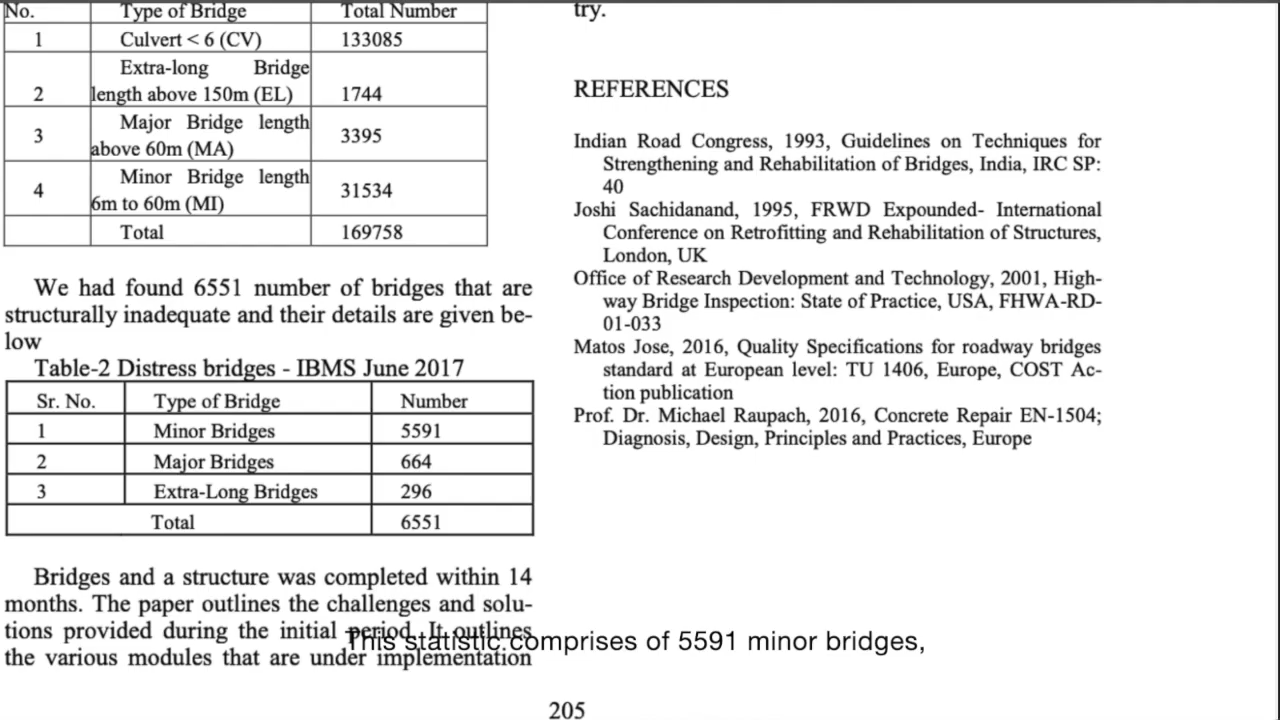 No. Type of Bridge Total Number
1 Culvert < 6 (CV) 133085
Extra-long Bridge
2 length above 150m (EL) 1744
Major Bridge length
3 above 60m (MA) 3395
Minor Bridge length
4 6m to 60m (MI) 31534
Total 169758
We had found 6551 number of bridges that are
structurally inadequate and their details are given be-
low
Table-2 Distress bridges - IBMS June 2017
Sr. No. Type of Bridge Number
1 Minor Bridges 5591
2 Major Bridges 664
3 Extra-Long Bridges 296
Total 6551
Bridges and a structure was completed within 14
months. The paper outlines the challenges and solu-
tions provided during the initial period. It outlines
the various modules that are under implementation
try.
REFERENCES
Indian Road Congress, 1993, Guidelines on Techniques for
Strengthening and Rehabilitation of Bridges, India, IRC SP:
40
Joshi Sachidanand, 1995, FRWD Expounded- International
Conference on Retrofitting and Rehabilitation of Structures,
London, UK
Office of Research Development and Technology, 2001, High-
way Bridge Inspection: State of Practice, USA, FHWA-RD-
01-033
Matos Jose, 2016, Quality Specifications for roadway bridges
standard at European level: TU 1406, Europe, COST Ac-
tion publication
Prof. Dr. Michael Raupach, 2016, Concrete Repair EN-1504;
Diagnosis, Design, Principles and Practices, Europe
This statistic comprises of 5591 minor bridges,
205